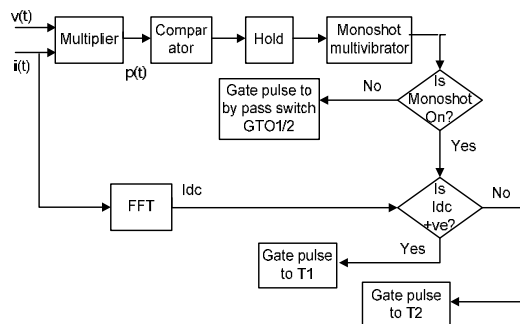 v(t)
i(t)
Multiplier
p(t)
Compar
ator
Hold
Monoshot
multivibrator
Is
Monoshot
On?
No
Gate pulse to
by pass switch
GTO1/2
Yes
FFT
Idc
Is
Idc
+ve?
No
Yes
Gate pulse
to T1
Gate pulse
to T2